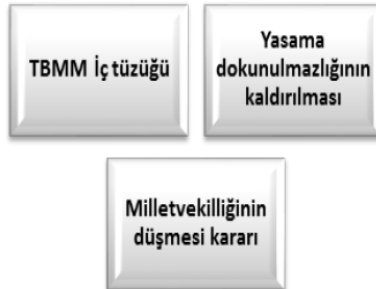 TBMM İç tüzüğü
Yasama
dokunulmazlığının
kaldırılması
Milletvekilliğinin
düşmesi kararı